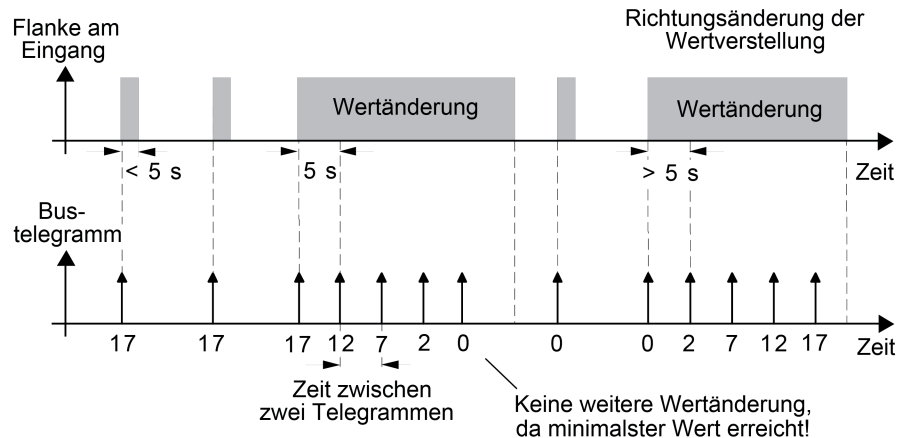 Flanke am
Eingang
Richtungsänderung der
Wertverstellung
Wertänderung
Wertänderung
< 5 s
5 s
> 5 s
Zeit
Bus-
telegramm
17 17 17 12 7 2 0 0 0 2 7 12 17
Zeit
Zeit zwischen
zwei Telegrammen
Keine weitere Wertänderung,
da minimalster Wert erreicht!